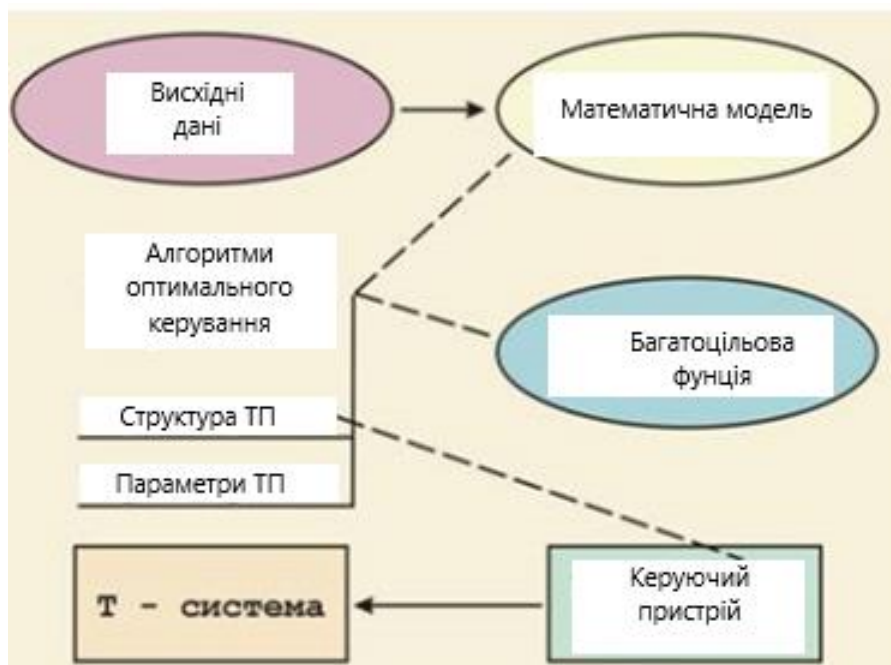 Висхідні
дані
Математична модель
Алгоритми
оптимального
керування
Багатоцільова
фунція
Структура ТП
Параметри ТП
Т - система
Керуючий
пристрій